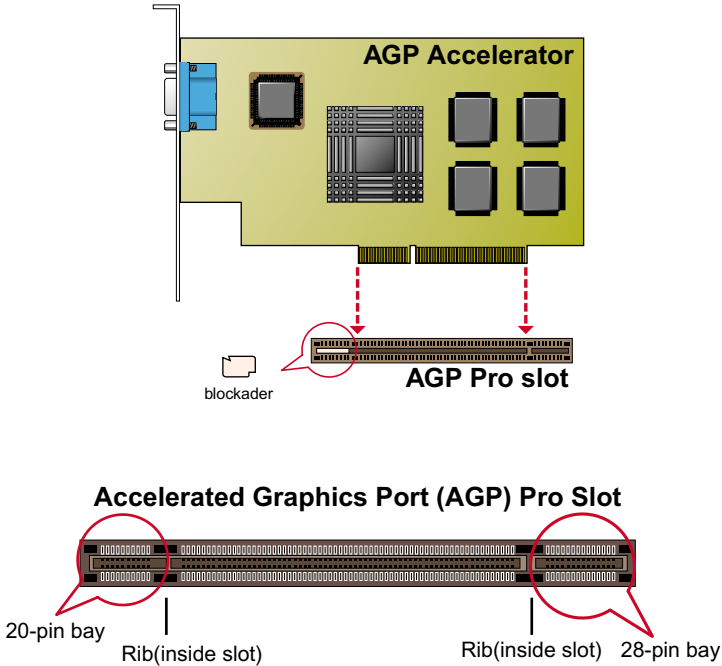 AGP Accelerator
blockader
AGP Pro slot
Accelerated Graphics Port (AGP) Pro Slot
20-pin bay
Rib(inside slot)
Rib(inside slot)
28-pin bay